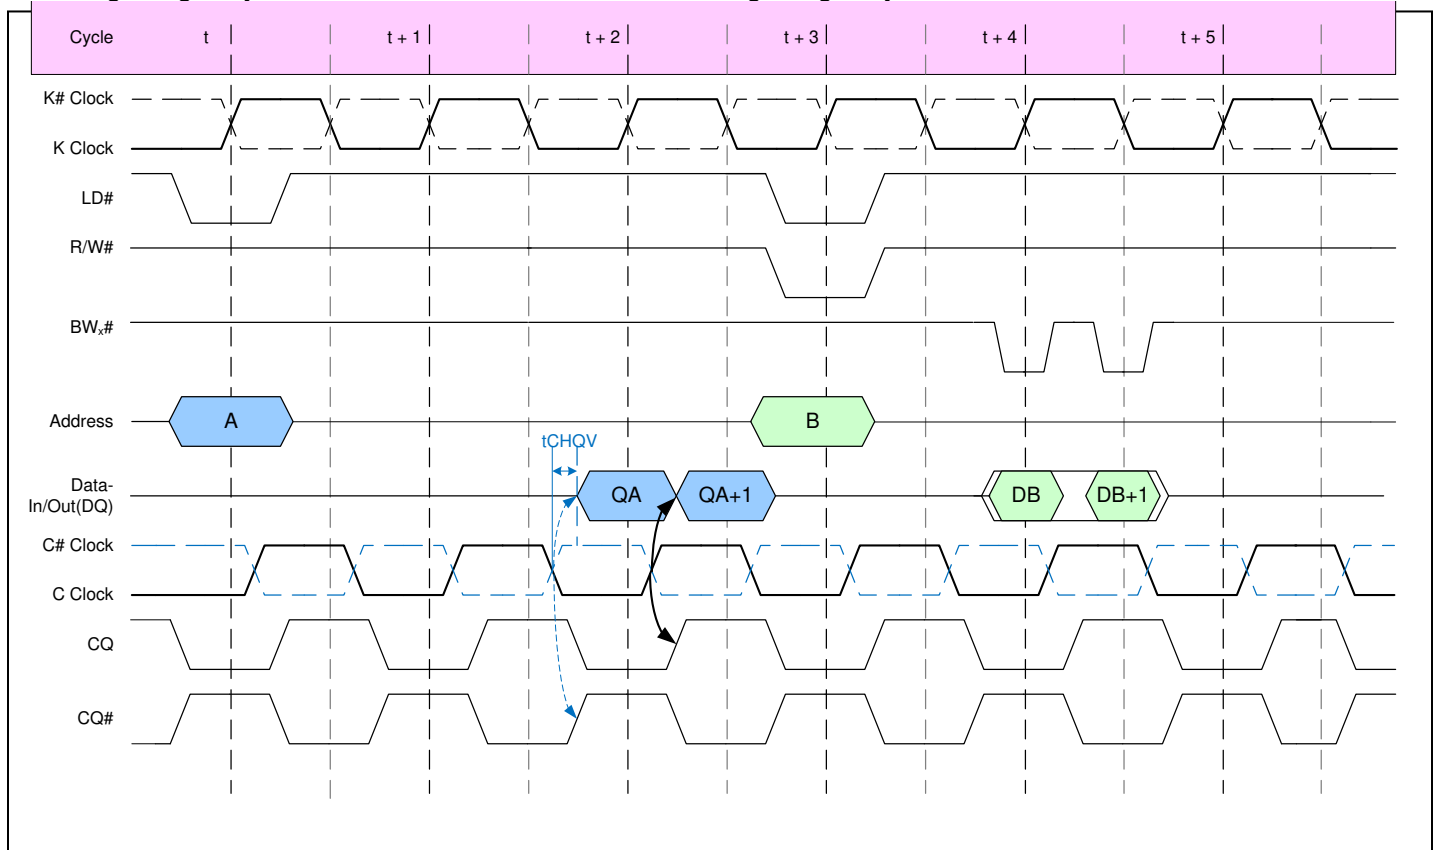 Cycle t t + 1 t + 2 t + 3 t + 4 t + 5
K# Clock
K Clock
LD#
R/W#
BWx#
Address A B
tCHQV
Data-
In/Out(DQ) QA QA+1 DB DB+1
C# Clock
C Clock
CQ
CQ#